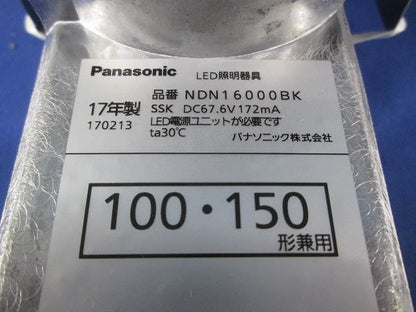 Panasonic LED照明器具
品番 NDN16000BK
17年製 SSK DC67.6V 172mA
170213 LED電源ユニットが必要です
ta30℃ パナソニック株式会社
100・150
形兼用